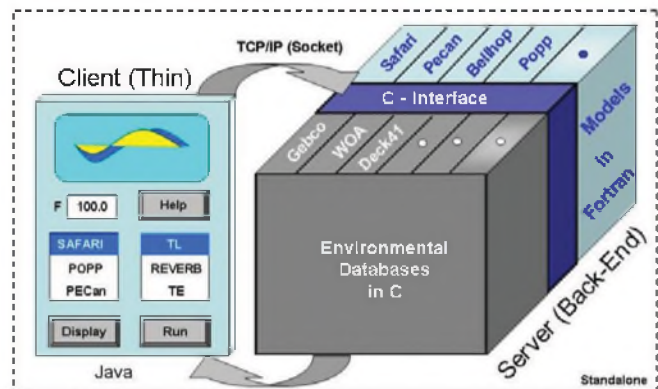 TCP/IP (Socket)
Client (Thin)
F 100.0 Help
SAFARI TL
POPP REVERB
PECan TE
Display Run
Java
Safari
Pecan
Bellhop
Popp
C - Interface
Gebco
WOA
Deck41
Models
in
Fortran
Environmental
Databases
in C
Server (Back-End)
Standalone